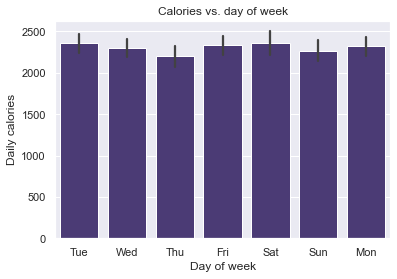 Calories vs. day of week
Daily calories
2500
2000
1500
1000
500
0
Tue Wed Thu Fri Sat Sun Mon
Day of week